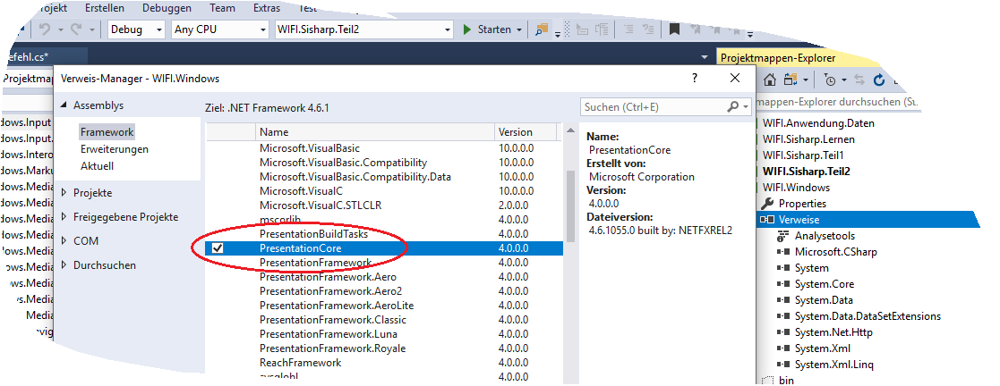 ojekt Erstellen Debuggen Team Extras Test
Debug Any CPU WIFI.Sisharp.Teil2 Starten
efehl.cs*
Projektmappen-Explorer
Projektmap
Verweis-Manager - WIFI.Windows
mappen-Explorer durchsuchen (St
Assemblys
Framework
Erweiterungen
Aktuell
Projekte
Freigegebene Projekte
COM
Durchsuchen
Ziel: .NET Framework 4.6.1
Suchen (Ctrl+E)
Name Version
Microsoft.VisualBasic 10.0.0.0
Microsoft.VisualBasic.Compatibility 10.0.0.0
Microsoft.VisualBasic.Compatibility.Data 10.0.0.0
Microsoft.VisualC 10.0.0.0
Microsoft.VisualC.STLCLR 2.0.0.0
mscorlib 4.0.0.0
PresentationBuildTasks 4.0.0.0
PresentationCore 4.0.0.0
PresentationFramework 4.0.0.0
PresentationFramework.Aero 4.0.0.0
PresentationFramework.Aero2 4.0.0.0
PresentationFramework.AeroLite 4.0.0.0
PresentationFramework.Classic 4.0.0.0
PresentationFramework.Luna 4.0.0.0
PresentationFramework.Royale 4.0.0.0
ReachFramework 4.0.0.0
sysglobl 4.0.0.0
Name:
PresentationCore
Erstellt von:
Microsoft Corporation
Version:
4.0.0.0
Dateiversion:
4.6.1055.0 built by: NETFXREL2
dows.Input
dows.Input.
dows.Intero
dows.Marku
dows.Media
dows.Media
dows.Media
dows.Media
dows.Media
dows.Media
.Media
ws.Media
Media
WIFI.Anwendung.Daten
WIFI.Sisharp.Lernen
WIFI.Sisharp.Teil1
WIFI.Sisharp.Teil2
WIFI.Windows
Properties
Verweise
Analysetools
Microsoft.CSharp
System
System.Core
System.Data
System.Data.DataSetExtensions
System.Net.Http
System.Xml
System.Xml.Linq
bin